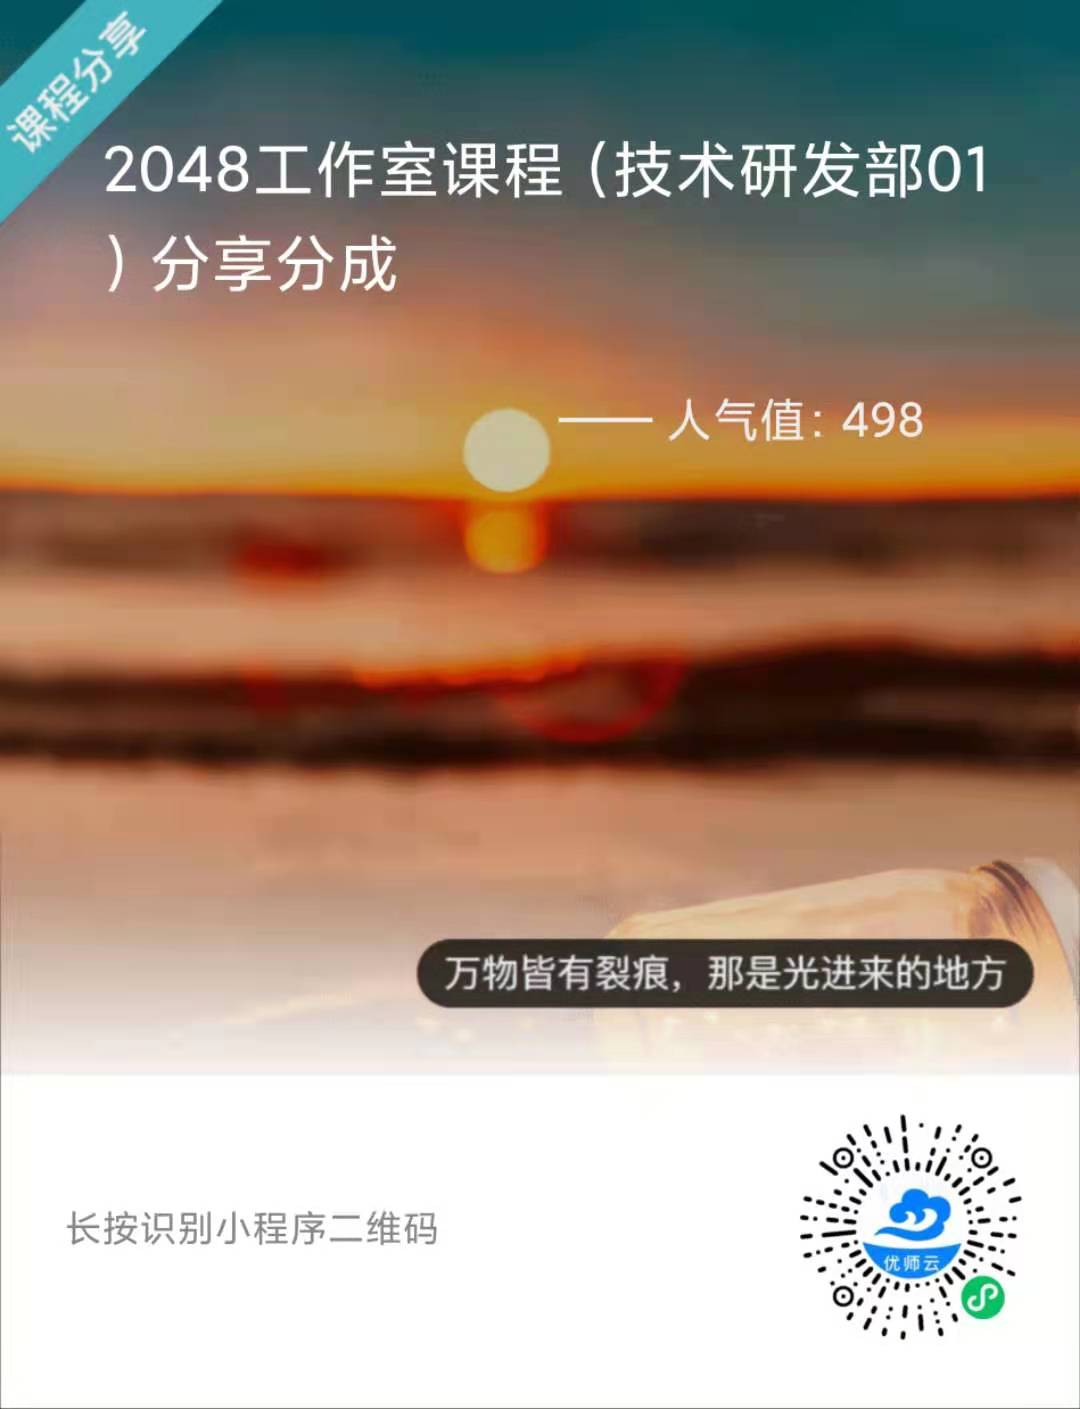 课程分享
2048工作室课程（技术研发部01
）分享分成
人气值：498
万物皆有裂痕，那是光进来的地方
长按识别小程序二维码
优师云